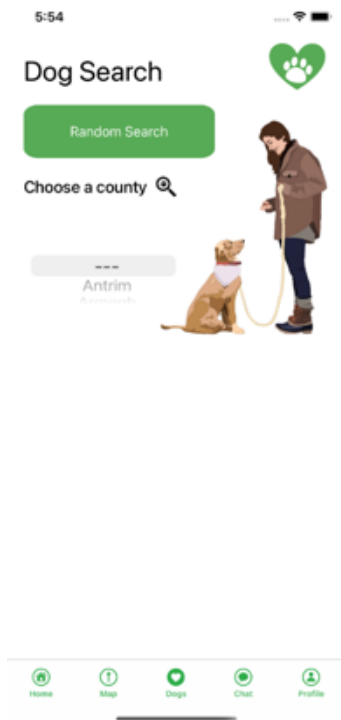 5:54
Dog Search
Random Search
Choose a county
---
Antrim
Home Map Dogs Chat Profile